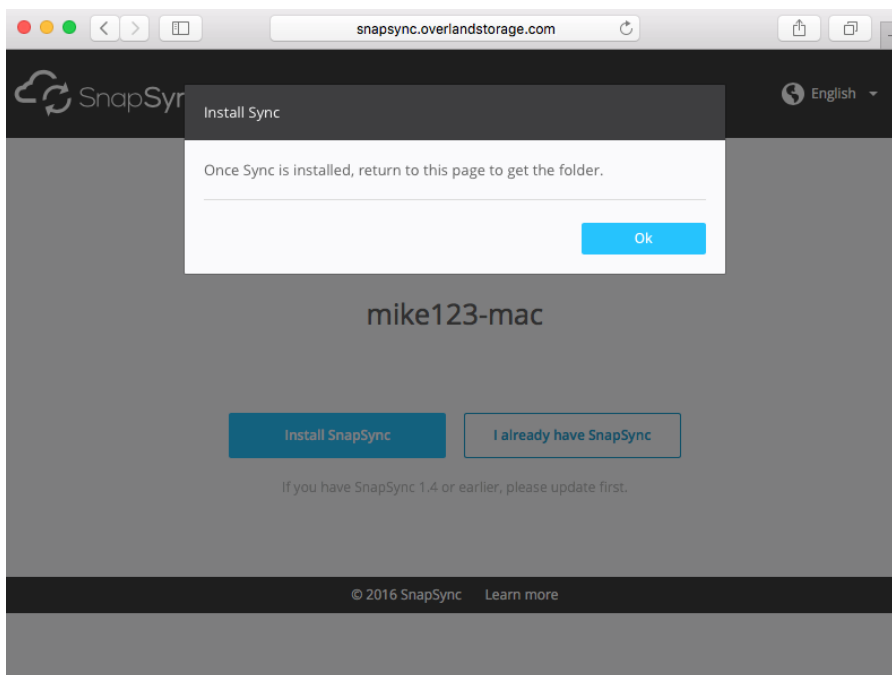 snapsync.overlandstorage.com
SnapSyn
English
Install Sync
Once Sync is installed, return to this page to get the folder.
Ok
mike123-mac
Install SnapSync
I already have SnapSync
If you have SnapSync 1.4 or earlier, please update first.
© 2016 SnapSync Learn more